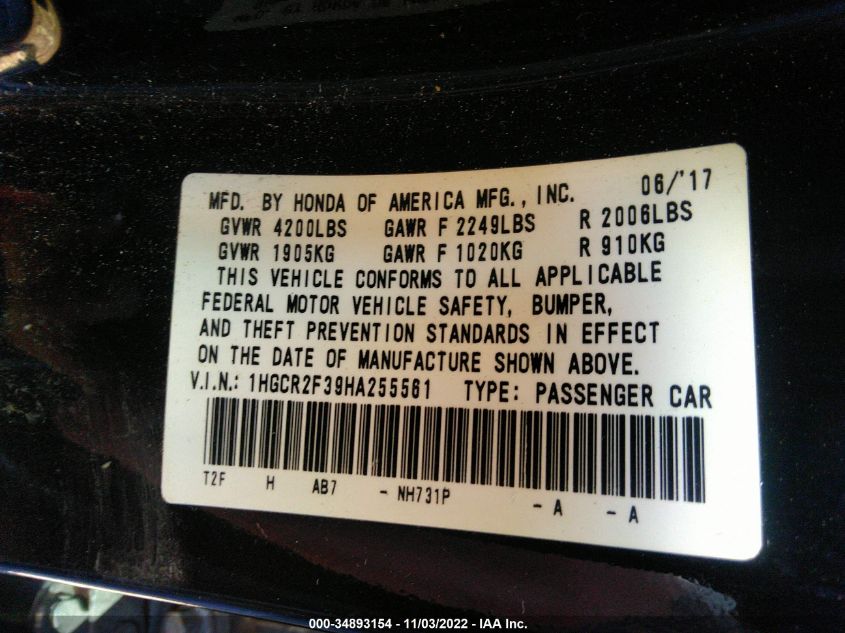 MFD. BY HONDA OF AMERICA MFG., INC. 06/'17
GVWR 4200LBS GAWR F 2249LBS R 2006LBS
GVWR 1905KG GAWR F 1020KG R 910KG
THIS VEHICLE CONFORMS TO ALL APPLICABLE
FEDERAL MOTOR VEHICLE SAFETY, BUMPER,
AND THEFT PREVENTION STANDARDS IN EFFECT
ON THE DATE OF MANUFACTURE SHOWN ABOVE.
V.I.N.: 1HGCR2F39HA255561 TYPE: PASSENGER CAR
T2F H AB7 - NH731P - A - A
000-34893154 - 11/03/2022 - IAA Inc.